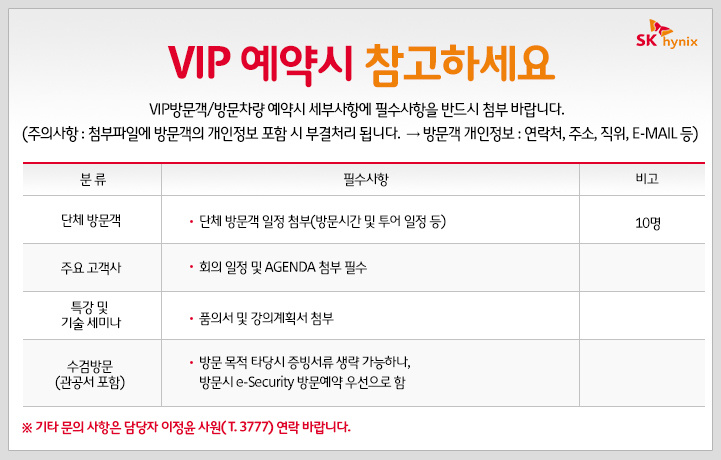 SK hynix
VIP 예약시 참고하세요
VIP방문객/방문차량 예약시 세부사항에 필수사항을 반드시 첨부 바랍니다.
(주의사항 : 첨부파일에 방문객의 개인정보 포함 시 부결처리 됩니다. → 방문객 개인정보 : 연락처, 주소, 직위, E-MAIL 등)
분 류 필수사항 비고
단체 방문객 • 단체 방문객 일정 첨부(방문시간 및 투어 일정 등) 10명
주요 고객사 • 회의 일정 및 AGENDA 첨부 필수
특강 및
기술 세미나 • 품의서 및 강의계획서 첨부
수검방문
(관공서 포함)
• 방문 목적 타당시 증빙서류 생략 가능하나,
방문시 e-Security 방문예약 우선으로 함
※ 기타 문의 사항은 담당자 이정윤 사원( T. 3777) 연락 바랍니다.